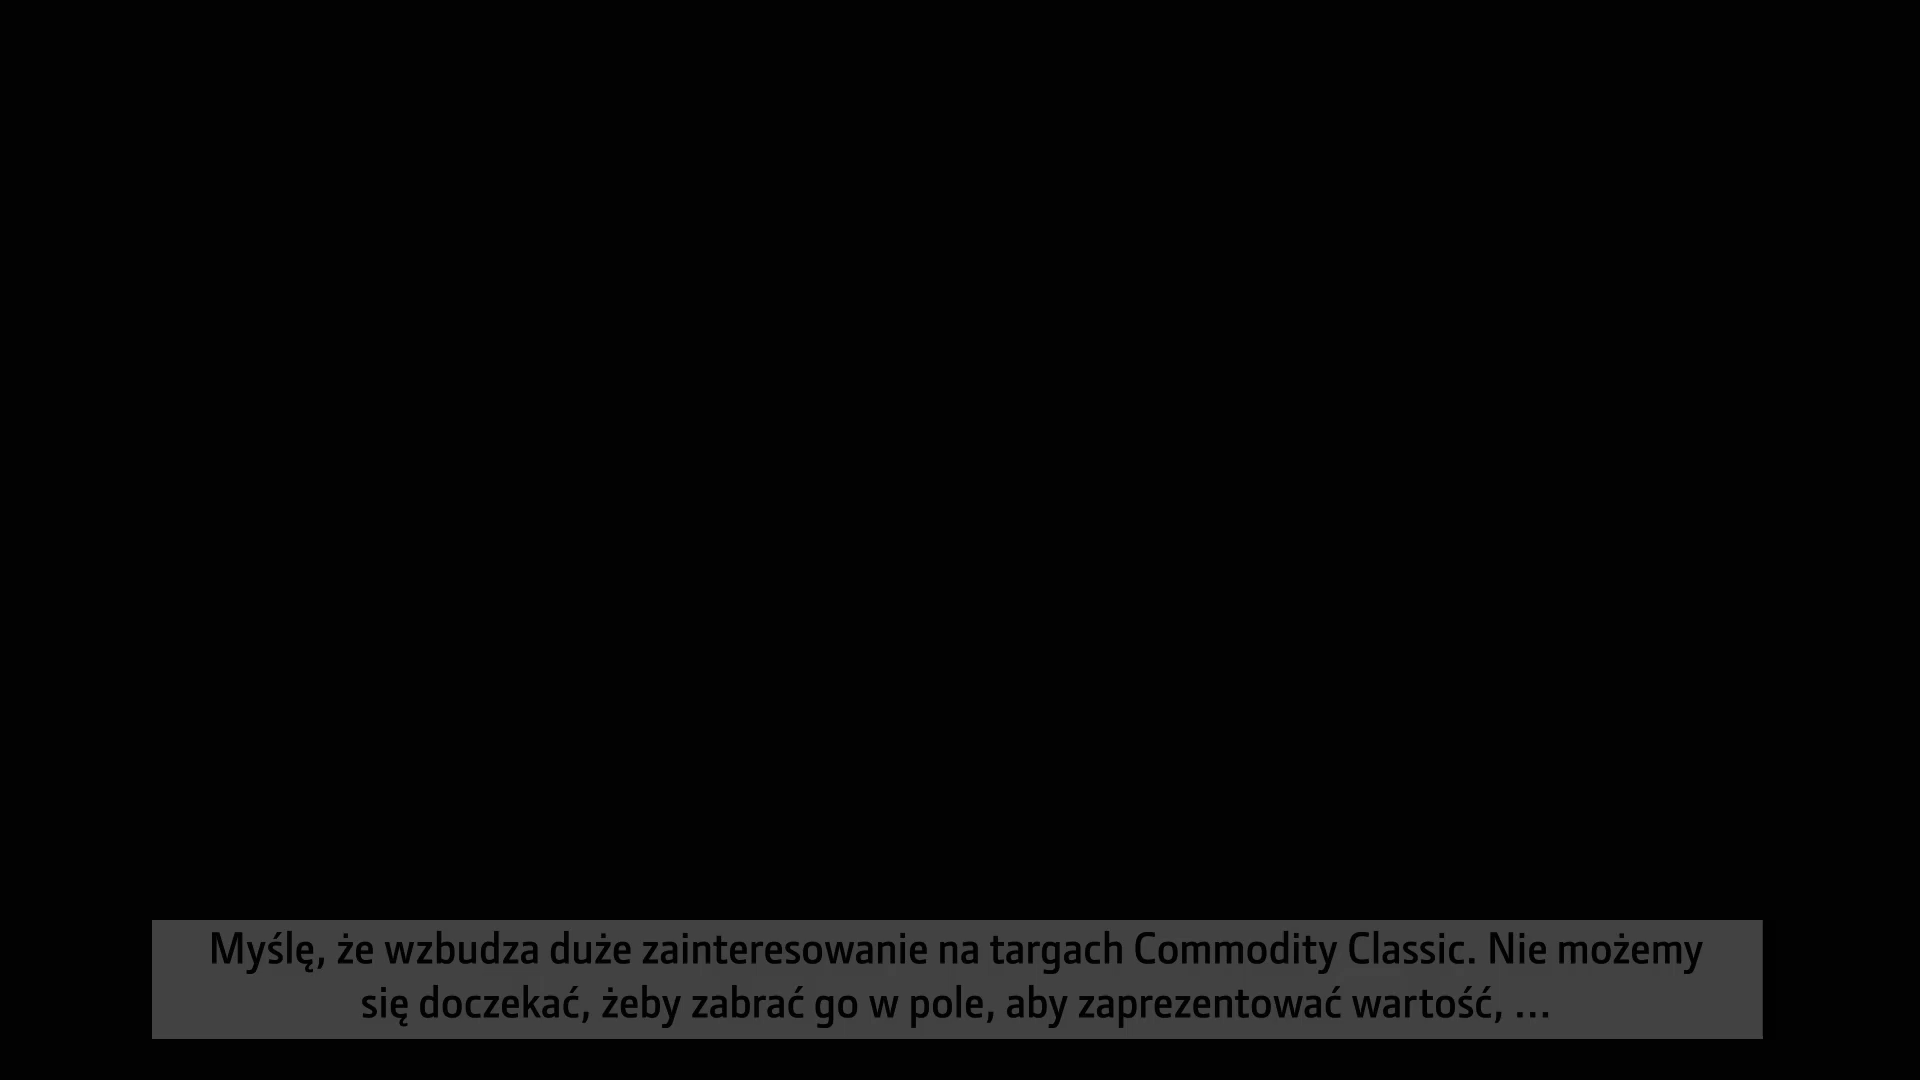 Myślę, że wzbudza duże zainteresowanie na targach Commodity Classic. Nie możemy
się doczekać, żeby zabrać go w pole, aby zaprezentować wartość, ...